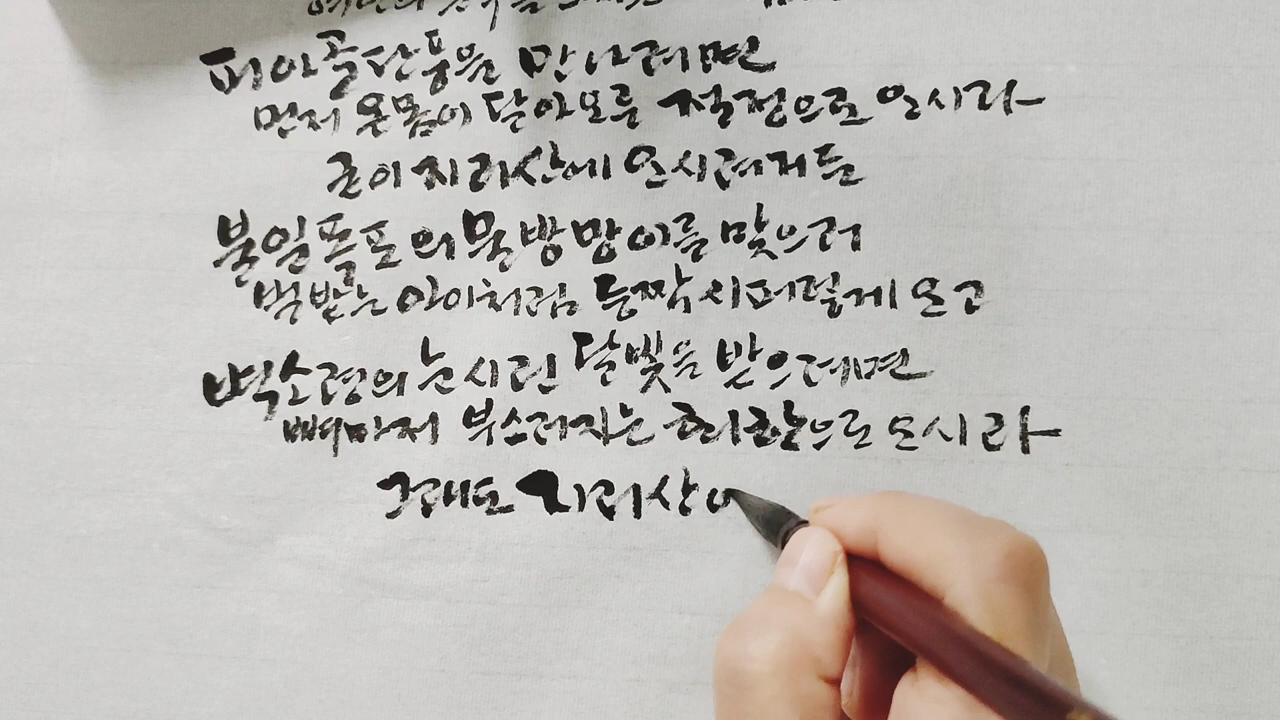 피아골 단풍을 만나려면
먼저 온몸이 달아오를 절정으로 오시라
굳이 지리산에 오시려거든
불일폭포의 물방망이를 맞으러
벌받는 아이처럼 등짝 시퍼렇게 오고
벽소령의 눈시린 달빛을 받으려면
뼈마저 부스러지는 회한으로 오시라
그래도 지리산